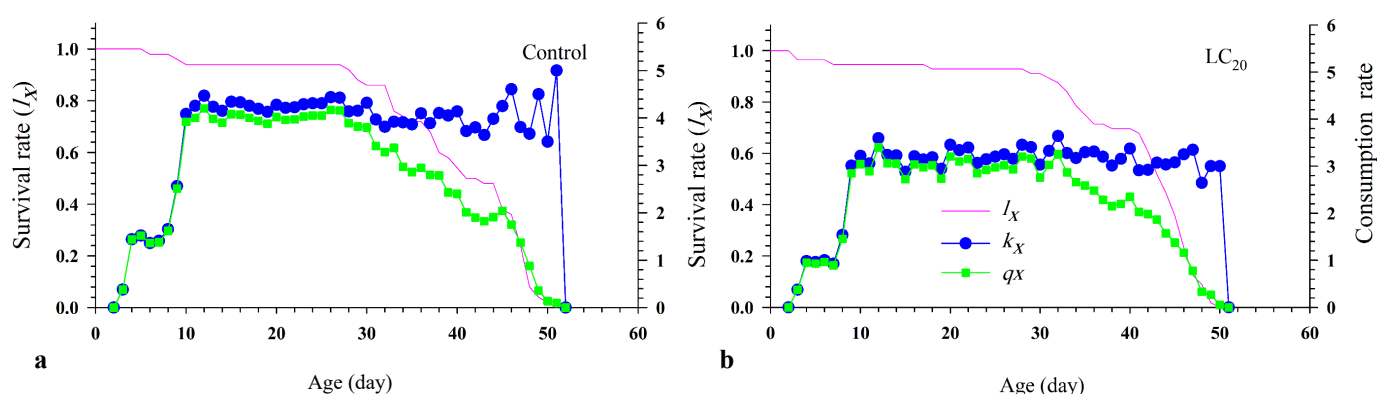 Survival rate (lX)
1.0
0.8
0.6
0.4
0.2
0.0
Control
6
5
4
3
2
1
0
0 10 20 30 40 50 60
Age (day)
a
Survival rate (lX)
1.0
0.8
0.6
0.4
0.2
0.0
LC20
lX
kX
qx
6
5
4
3
2
1
0
Consumption rate
0 10 20 30 40 50 60
Age (day)
b